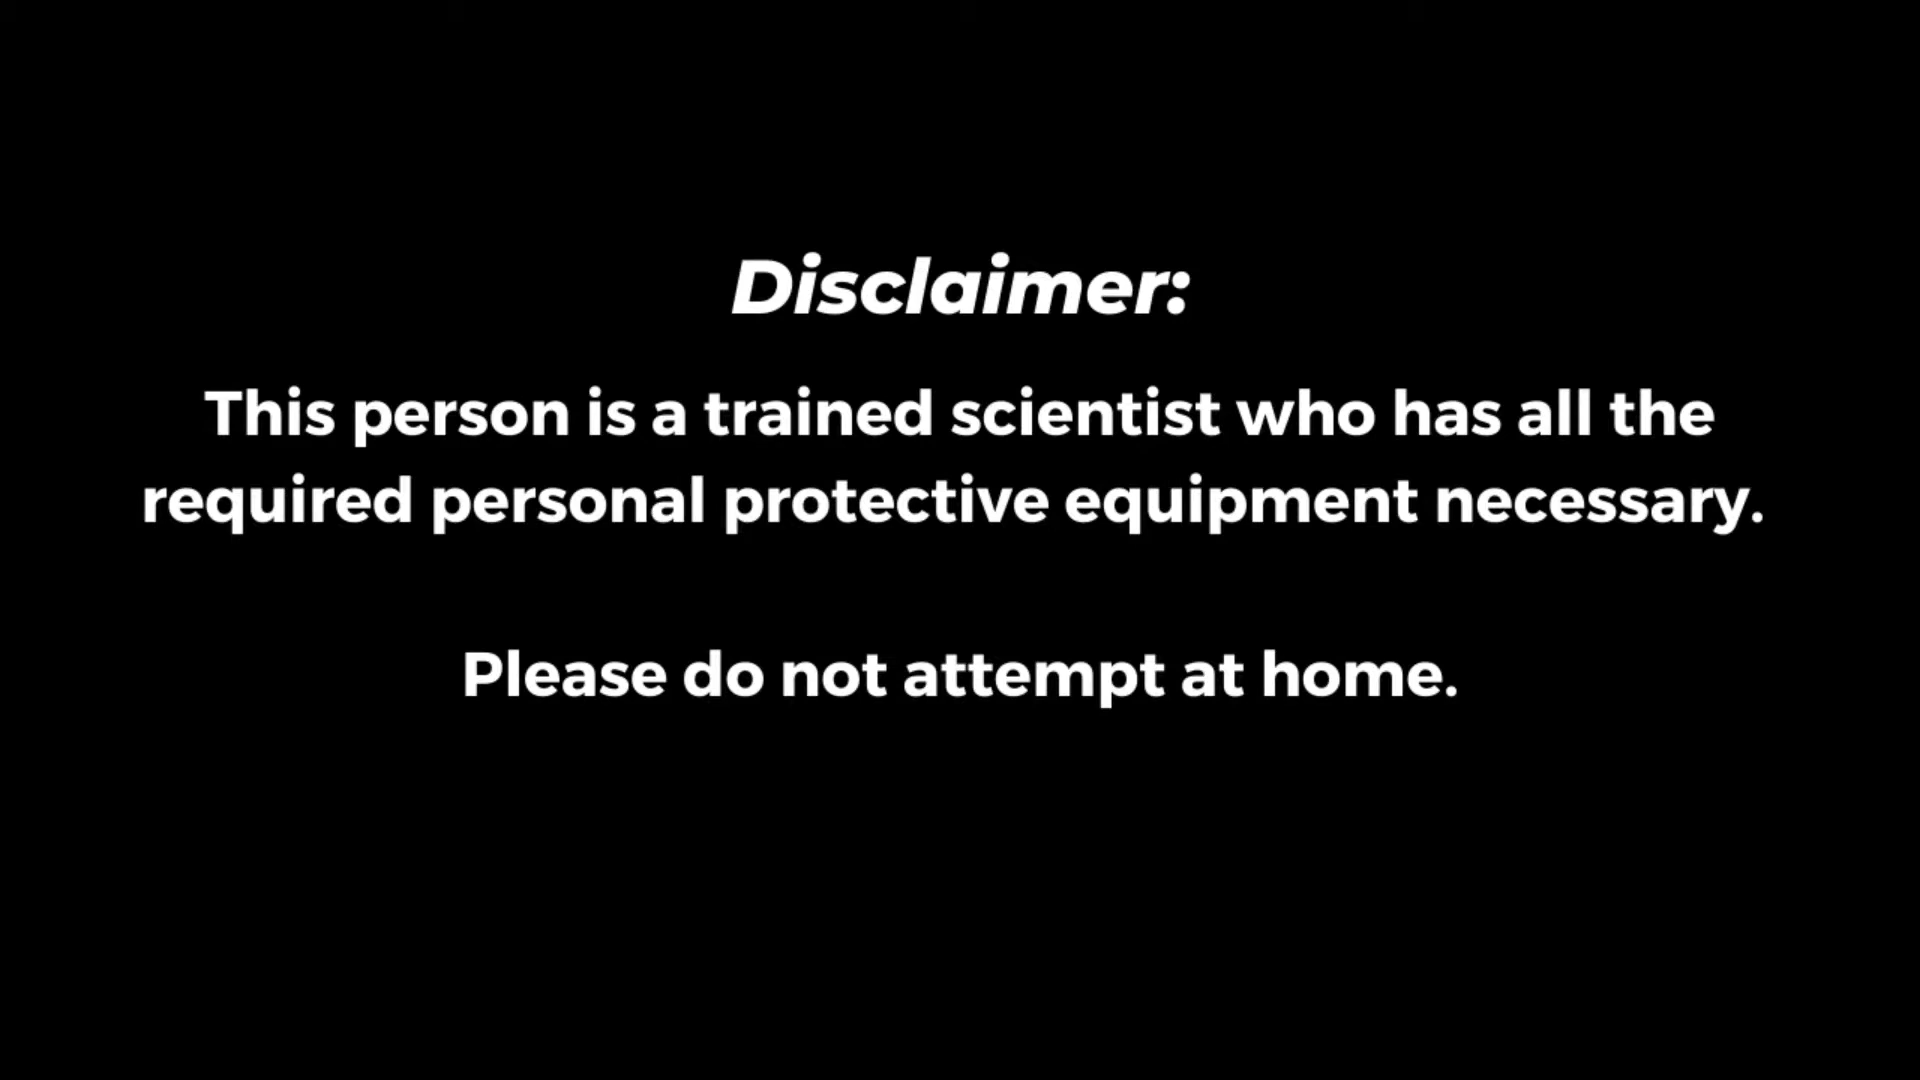 Disclaimer:
This person is a trained scientist who has all the
required personal protective equipment necessary.
Please do not attempt at home.